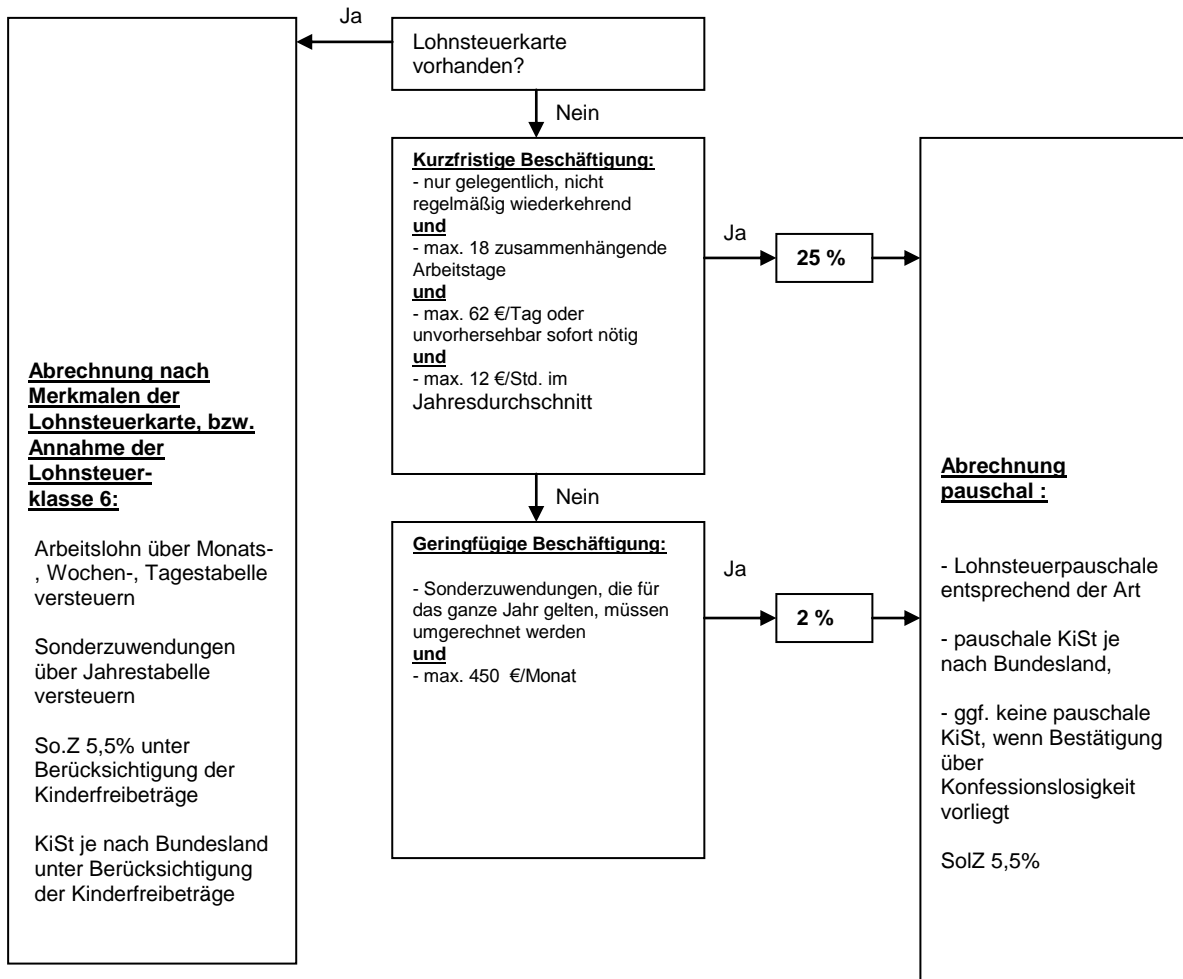 Ja
Lohnsteuerkarte
vorhanden?
Nein
Kurzfristige Beschäftigung:
- nur gelegentlich, nicht
regelmäßig wiederkehrend
und
- max. 18 zusammenhängende
Arbeitstage
und
- max. 62 €/Tag oder
unvorhersehbar sofort nötig
und
- max. 12 €/Std. im
Jahresdurchschnitt
Ja
25 %
Nein
Geringfügige Beschäftigung:
- Sonderzuwendungen, die für
das ganze Jahr gelten, müssen
umgerechnet werden
und
- max. 450 €/Monat
Ja
2 %
Abrechnung nach
Merkmalen der
Lohnsteuerkarte, bzw.
Annahme der
Lohnsteuer-
klasse 6:
Arbeitslohn über Monats-
, Wochen-, Tagestabelle
versteuern
Sonderzuwendungen
über Jahrestabelle
versteuern
So.Z 5,5% unter
Berücksichtigung der
Kinderfreibeträge
KiSt je nach Bundesland
unter Berücksichtigung
der Kinderfreibeträge
Abrechnung
pauschal :
- Lohnsteuerpauschale
entsprechend der Art
- pauschale KiSt je
nach Bundesland,
- ggf. keine pauschale
KiSt, wenn Bestätigung
über
Konfessionslosigkeit
vorliegt
SolZ 5,5%